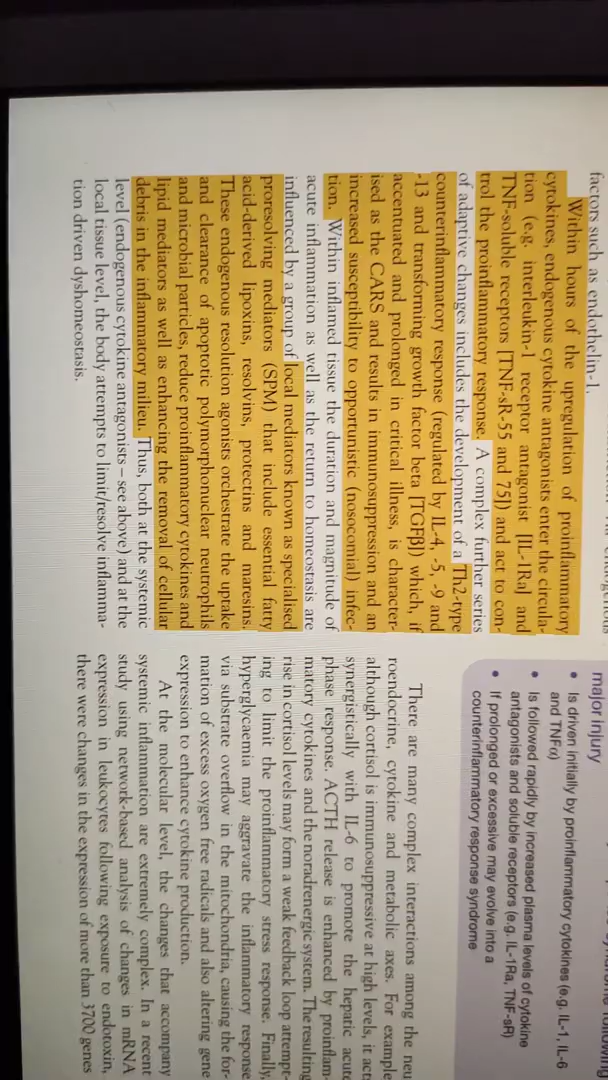 factors such as endothelin-1.
Within hours of the upregulation of proinflammatory
cytokines, endogenous cytokine antagonists enter the circula-
tion (e.g. interleukin-1 receptor antagonist [IL-1Ra] and
TNF-soluble receptors [TNF-sR-55 and 75]) and act to con-
trol the proinflammatory response. A complex further series
of adaptive changes includes the development of a Th2-type
counterinflammatory response (regulated by IL-4, -5, -9 and
-13 and transforming growth factor beta [TGFβ]) which, if
accentuated and prolonged in critical illness, is character-
ised as the CARS and results in immunosuppression and an
increased susceptibility to opportunistic (nosocomial) infec-
tion. Within inflamed tissue the duration and magnitude of
acute inflammation as well as the return to homeostasis are
influenced by a group of local mediators known as specialised
proresolving mediators (SPM) that include essential fatty
acid-derived lipoxins, resolvins, protectins and maresins.
These endogenous resolution agonists orchestrate the uptake
and clearance of apoptotic polymorphonuclear neutrophils
and microbial particles, reduce proinflammatory cytokines and
lipid mediators as well as enhancing the removal of cellular
debris in the inflammatory milieu. Thus, both at the systemic
level (endogenous cytokine antagonists – see above) and at the
local tissue level, the body attempts to limit/resolve inflamma-
tion driven dyshomeostasis.
following
major injury
• Is driven initially by proinflammatory cytokines (e.g. IL-1, IL-6
and TNFα)
• Is followed rapidly by increased plasma levels of cytokine
antagonists and soluble receptors (e.g. IL-1Ra, TNF-sR)
• If prolonged or excessive may evolve into a
counterinflammatory response syndrome
There are many complex interactions among the neu
roendocrine, cytokine and metabolic axes. For example
although cortisol is immunosuppressive at high levels, it act
synergistically with IL-6 to promote the hepatic acute
phase response. ACTH release is enhanced by proinflam-
matory cytokines and the noradrenergic system. The resulting
rise in cortisol levels may form a weak feedback loop attempt-
ing to limit the proinflammatory stress response. Finally,
hyperglycaemia may aggravate the inflammatory response
via substrate overflow in the mitochondria, causing the for-
mation of excess oxygen free radicals and also altering gene
expression to enhance cytokine production.
At the molecular level, the changes that accompany
systemic inflammation are extremely complex. In a recent
study using network-based analysis of changes in mRNA
expression in leukocytes following exposure to endotoxin,
there were changes in the expression of more than 3700 genes